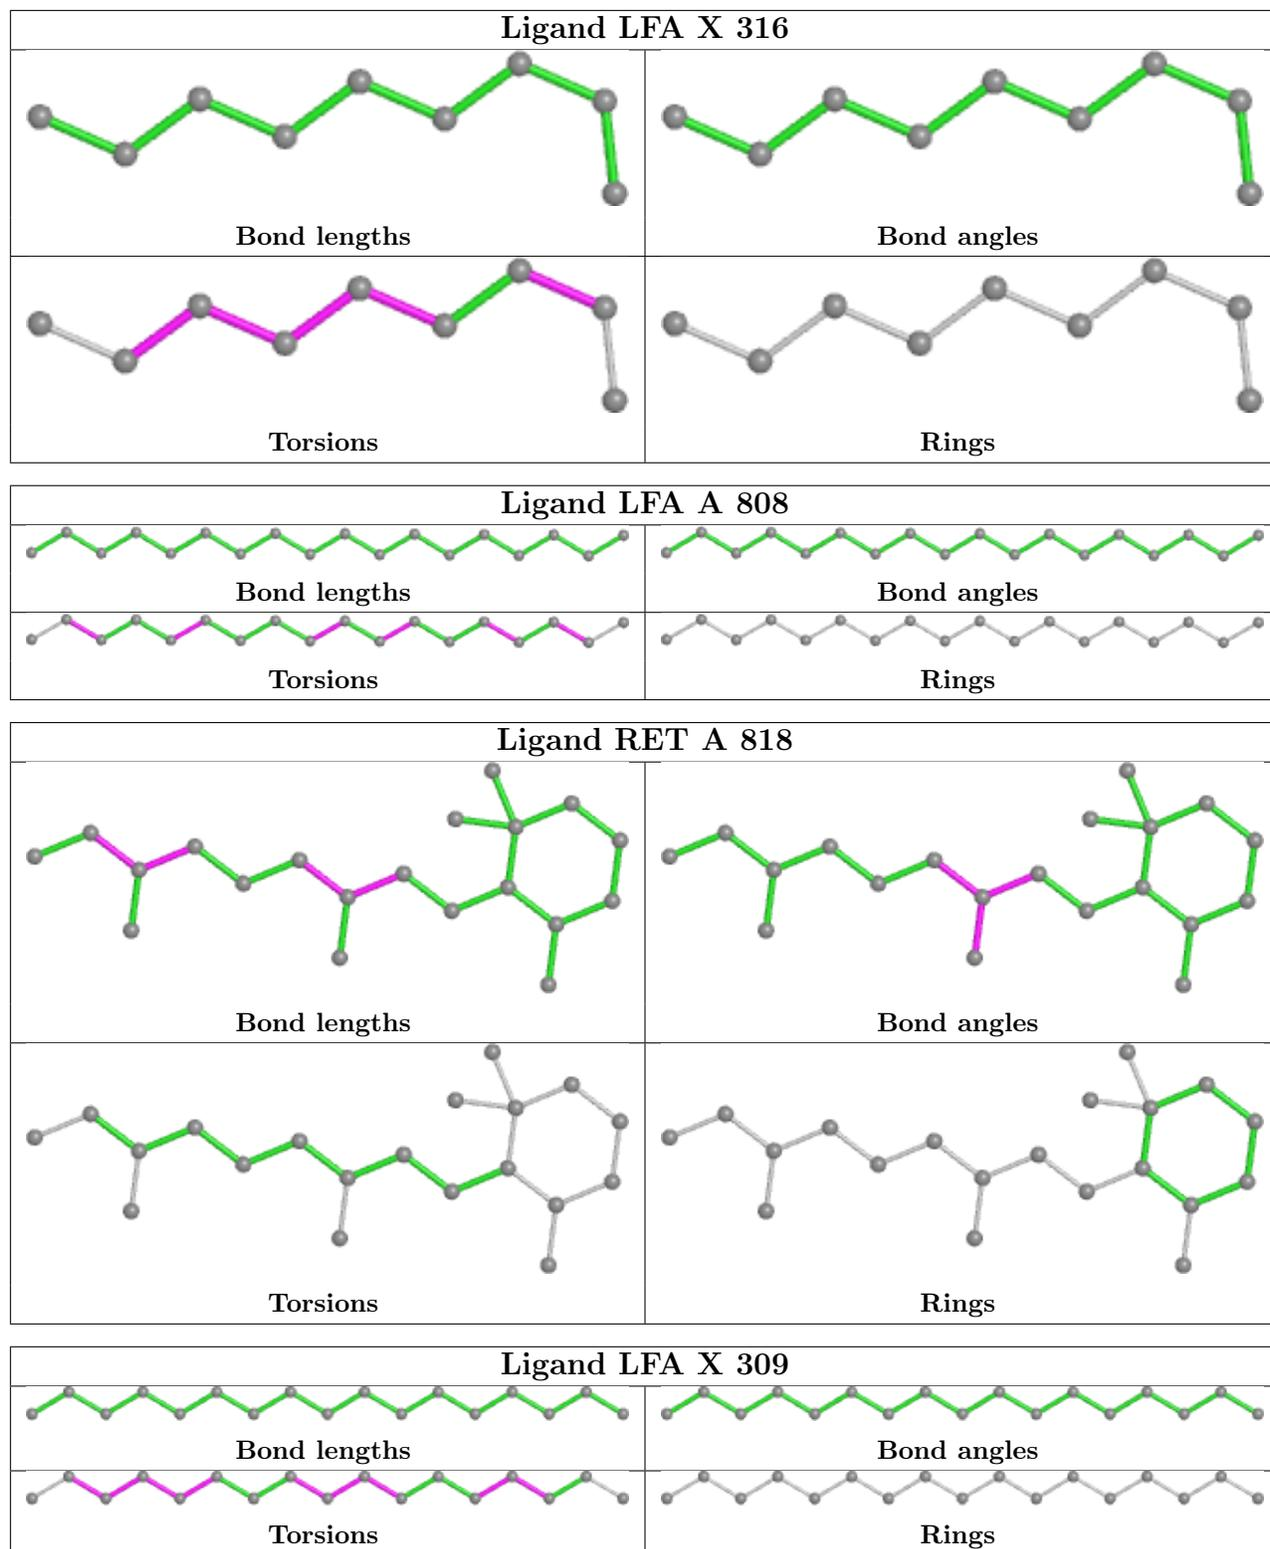 Ligand LFA X 316
Bond lengths
Bond angles
Torsions
Rings
Ligand LFA A 808
Bond lengths
Bond angles
Torsions
Rings
Ligand RET A 818
Bond lengths
Bond angles
Torsions
Rings
Ligand LFA X 309
Bond lengths
Bond angles
Torsions
Rings